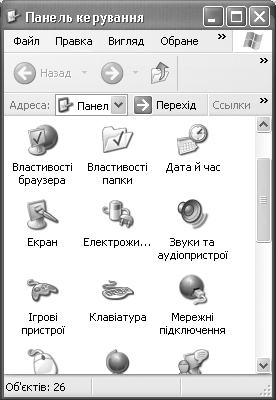 Панель керування
Файл Правка Вигляд Обране »
Назад »
Адреса: Панел Перехід Ссылки »
Властивості браузера
Властивості папки
Дата й час
Екран
Електрожи...
Звуки та аудіопристрої
Ігрові пристрої
Клавіатура
Мережні підключення
Об'єктів: 26